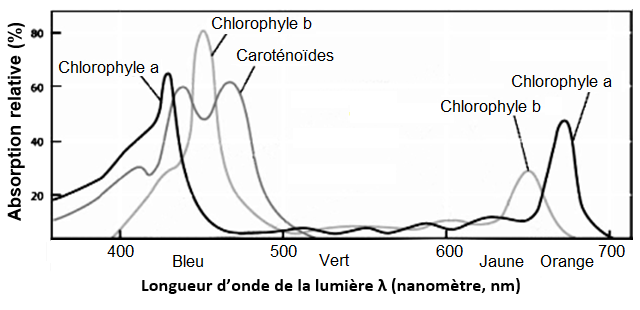 Absorption relative (%)
80
60
40
20
Chlorophyle a
Chlorophyle b
Caroténoïdes
Chlorophyle b
Chlorophyle a
400
500
600
700
Bleu
Vert
Jaune
Orange
Longueur d'onde de la lumière λ (nanomètre, nm)